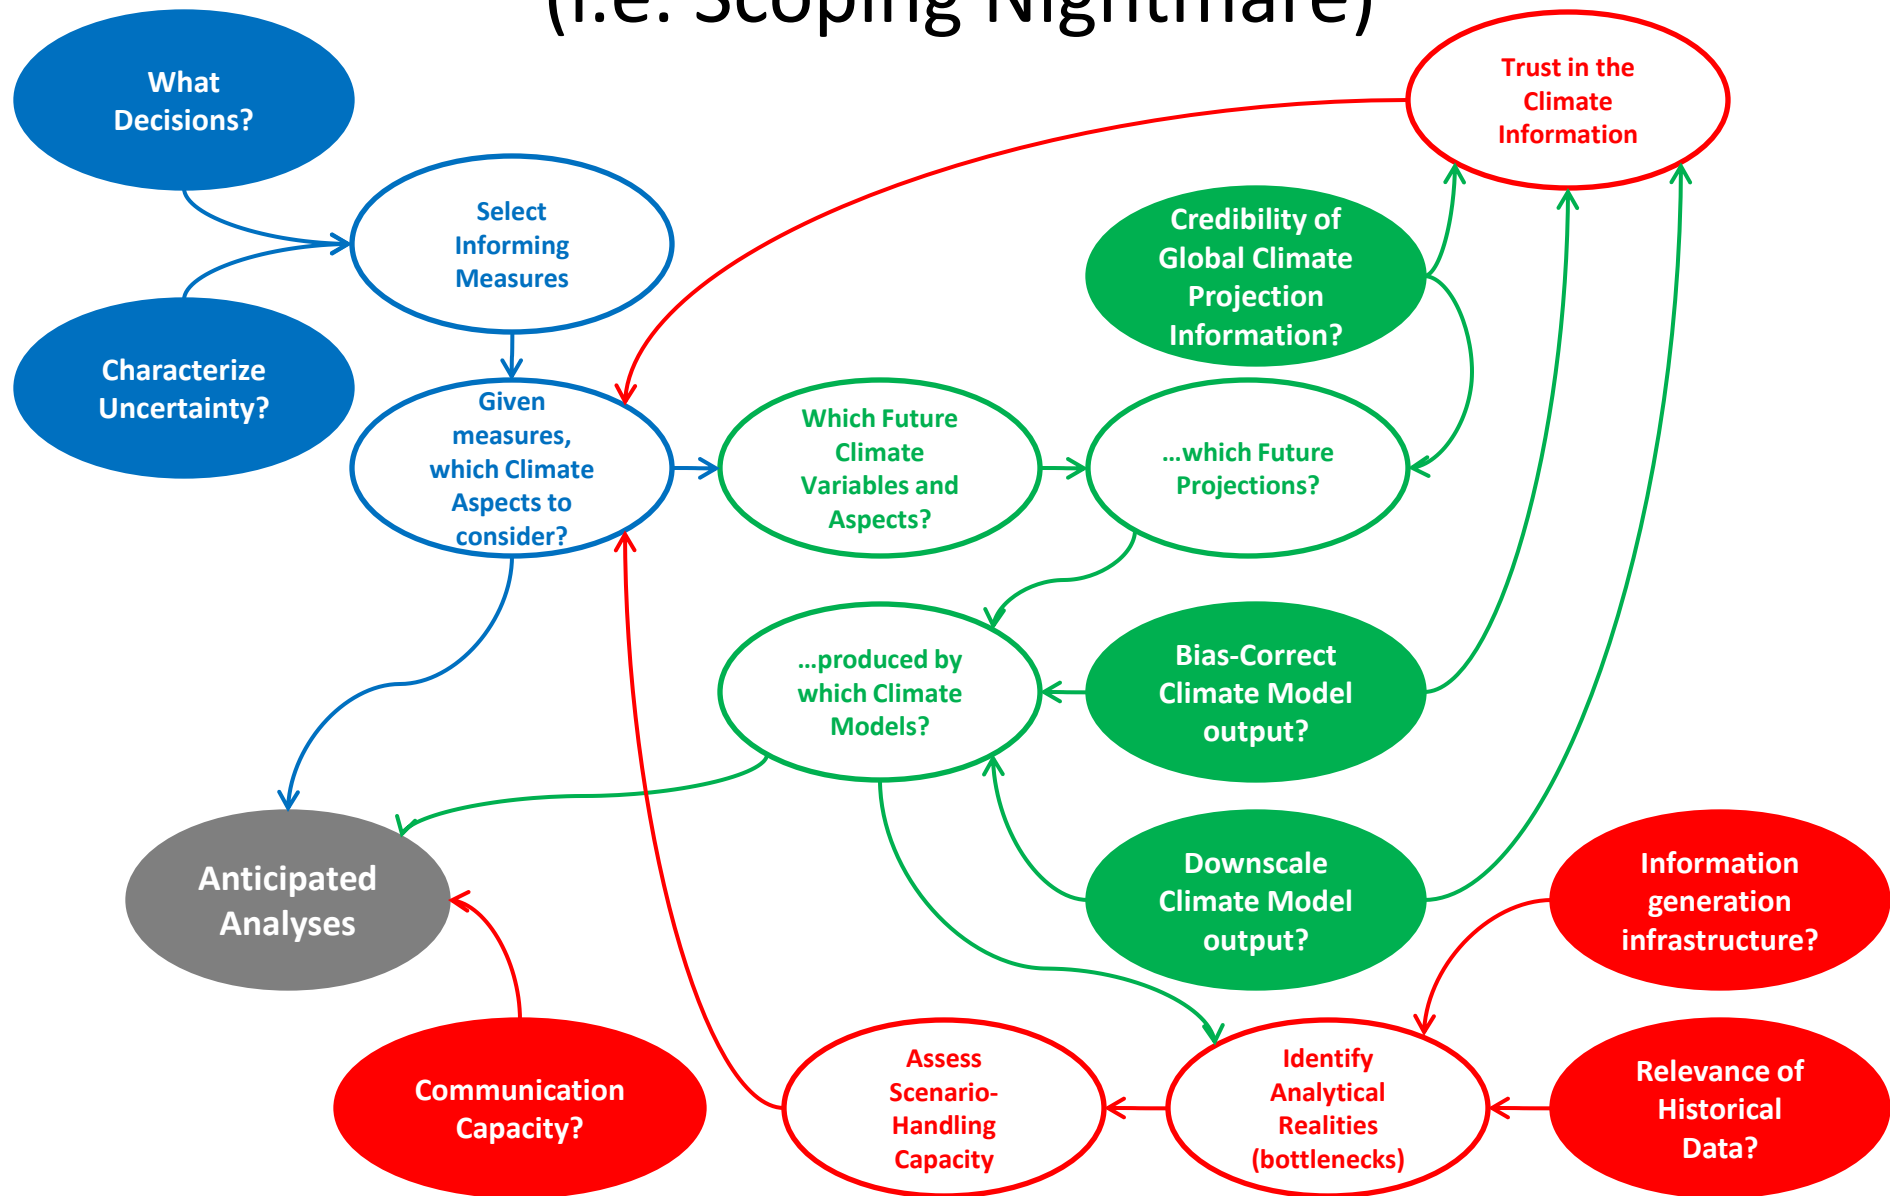 (i.e. Scoping Nightmare)
What
Decisions?
Trust in the
Climate
Information
Select
Informing
Measures
Credibility of
Global Climate
Projection
Information?
Characterize
Uncertainty?
Given
measures,
which Climate
Aspects to
consider?
Which Future
Climate
Variables and
Aspects?
...which Future
Projections?
...produced by
which Climate
Models?
Bias-Correct
Climate Model
output?
Anticipated
Analyses
Downscale
Climate Model
output?
Information
generation
infrastructure?
Communication
Capacity?
Assess
Scenario-
Handling
Capacity
Identify
Analytical
Realities
(bottlenecks)
Relevance of
Historical
Data?